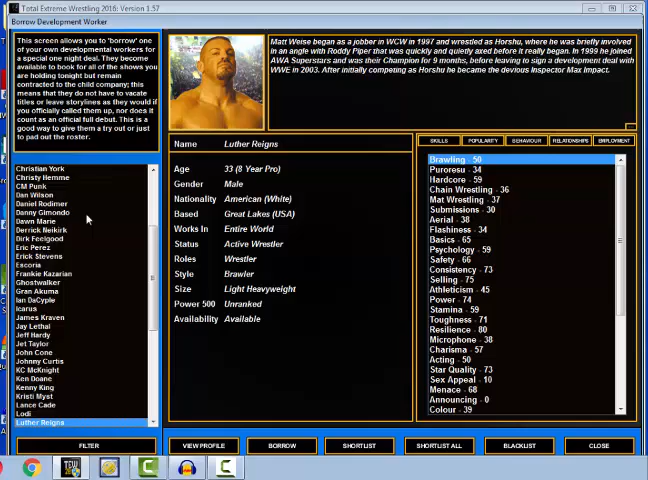 Total Extreme Wrestling 2016: Version 1.57
Borrow Development Worker
This screen allows you to 'borrow' one
of your own developmental workers for
a special one night deal. They become
available to book for all of the shows you
are holding tonight but remain
contracted to the child company; this
means that they do not have to vacate
titles or leave storylines as they would if
you officially called them up, nor does it
count as an official full debut. This is a
good way to give them a try out or just
to pad out the roster.
Matt Weise began as a jobber in WCW in 1997 and wrestled as Horshu, where he was briefly involved
in an angle with Roddy Piper that was quickly and quietly axed before it really began. In 1999 he joined
AWA Superstars and was their Champion for 9 months, before leaving to sign a development deal with
WWE in 2003. After initially competing as Horshu he became the devious Inspector Max Impact.
Christian York
Christy Hemme
CM Punk
Dan Wilson
Daniel Rodimer
Danny Gimondo
Dawn Marie
Derrick Neikirk
Dirk Feelgood
Eric Perez
Erick Stevens
Escoria
Frankie Kazarian
Ghostwalker
Gran Akuma
Ian DaCyple
Icarus
James Kraven
Jay Lethal
Jeff Hardy
Jet Taylor
John Cone
Johnny Curtis
KC McKnight
Ken Doane
Kenny King
Kristi Myst
Lance Cade
Lodi
Luther Reigns
Name Luther Reigns
Age 33 (8 Year Pro)
Gender Male
Nationality American (White)
Based Great Lakes (USA)
Works In Entire World
Status Active Wrestler
Roles Wrestler
Style Brawler
Size Light Heavyweight
Power 500 Unranked
Availability Available
SKILLS POPULARITY BEHAVIOUR RELATIONSHIPS EMPLOYMENT
Brawling - 50
Puroresu - 34
Hardcore - 59
Chain Wrestling - 36
Mat Wrestling - 37
Submissions - 30
Aerial - 38
Flashiness - 34
Basics - 65
Psychology - 59
Safety - 66
Consistency - 73
Selling - 75
Athleticism - 45
Power - 74
Stamina - 59
Toughness - 71
Resilience - 80
Microphone - 38
Charisma - 57
Acting - 50
Star Quality - 73
Sex Appeal - 10
Menace - 68
Announcing - 0
Colour - 39
FILTER VIEW PROFILE BORROW SHORTLIST SHORTLIST ALL BLACKLIST CLOSE